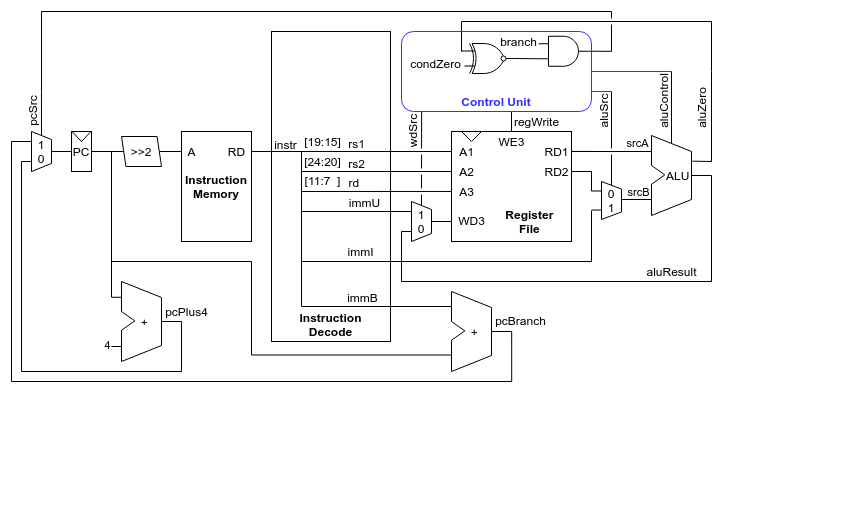 branch
condZero
Control Unit
pcSrc
wdSrc
regWrite
aluSrc
aluControl
aluZero
1
0
PC
>>2
A RD
Instruction
Memory
instr
[19:15] rs1
[24:20] rs2
[11:7 ] rd
immU
immI
immB
Instruction
Decode
1
0
WE3
A1 RD1
A2 RD2
A3
WD3
Register
File
srcA
srcB
0
1
ALU
aluResult
pcPlus4
+
4
pcBranch
+